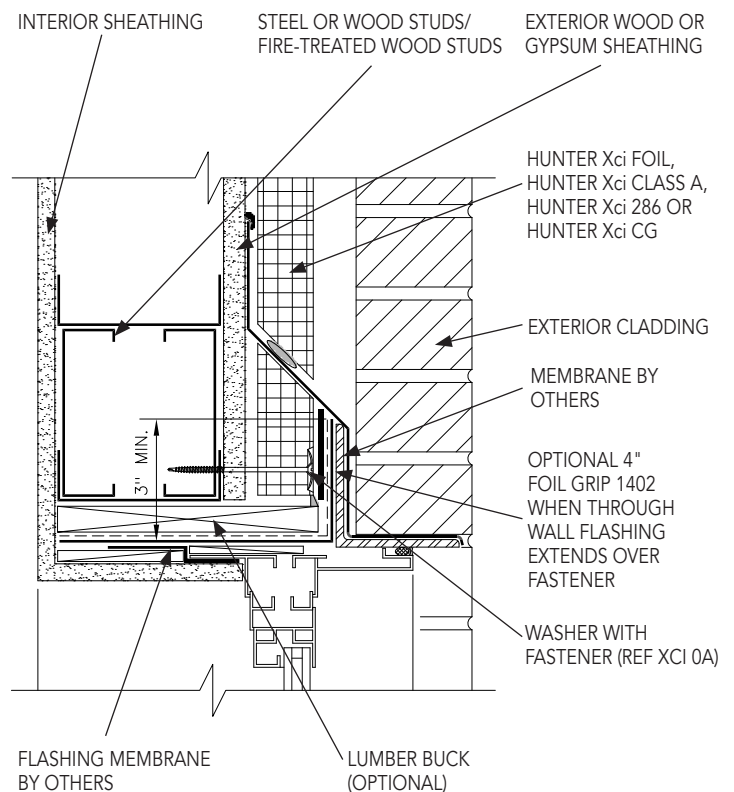 INTERIOR SHEATHING
STEEL OR WOOD STUDS/
FIRE-TREATED WOOD STUDS
EXTERIOR WOOD OR
GYPSUM SHEATHING
HUNTER Xci FOIL,
HUNTER Xci CLASS A,
HUNTER Xci 286 OR
HUNTER Xci CG
EXTERIOR CLADDING
MEMBRANE BY
OTHERS
3" MIN.
OPTIONAL 4"
FOIL GRIP 1402
WHEN THROUGH
WALL FLASHING
EXTENDS OVER
FASTENER
WASHER WITH
FASTENER (REF XCI 0A)
FLASHING MEMBRANE
BY OTHERS
LUMBER BUCK
(OPTIONAL)